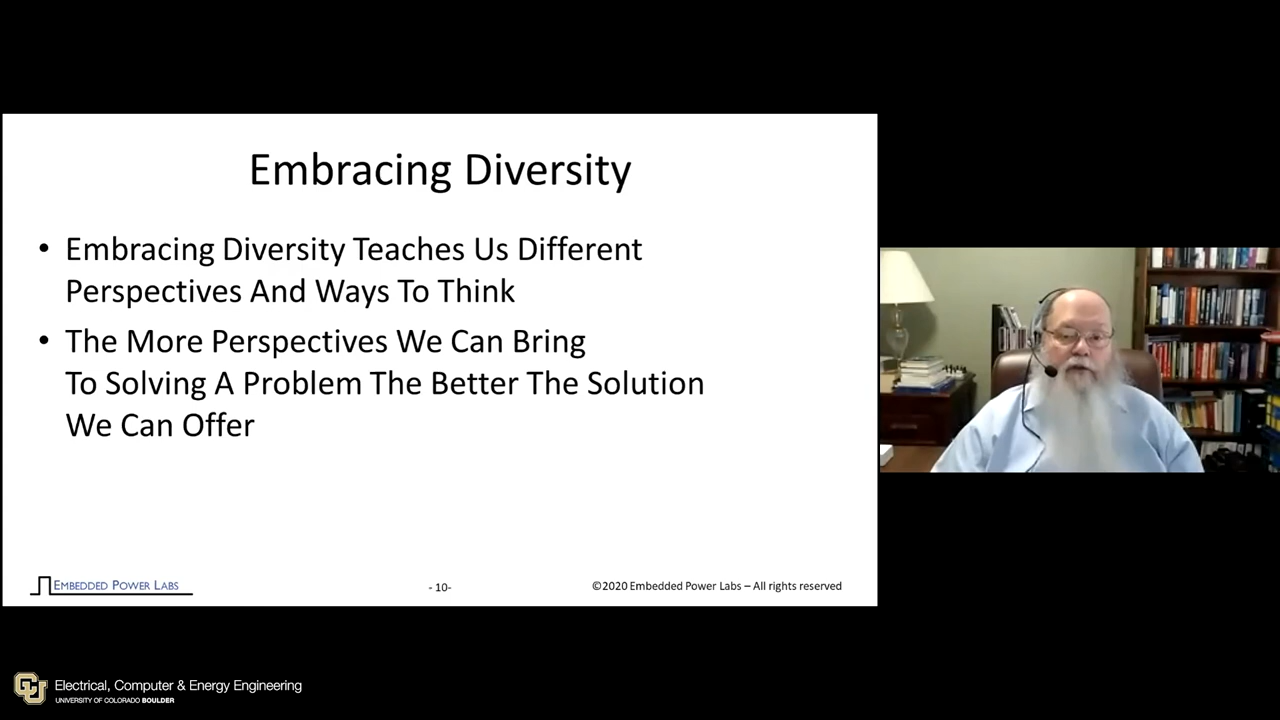 Embracing Diversity
• Embracing Diversity Teaches Us Different
Perspectives And Ways To Think
• The More Perspectives We Can Bring
To Solving A Problem The Better The Solution
We Can Offer
EMBEDDED POWER LABS
- 10-
©2020 Embedded Power Labs – All rights reserved
CU
Electrical, Computer & Energy Engineering
UNIVERSITY OF COLORADO BOULDER